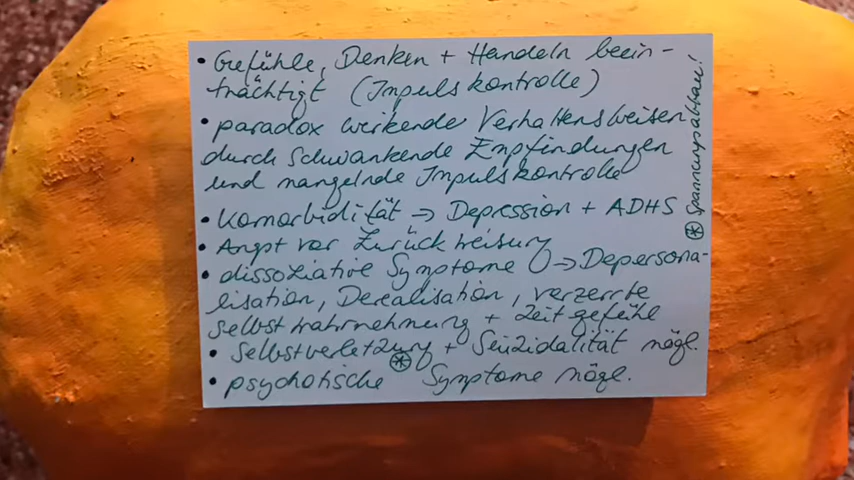 • Gefühle, Denken + Handeln beein-
trächtigt (Impulskontrolle)
• paradox wirkende Verhaltensweisen
durch schwankende Empfindungen
und mangelnde Impulskontrolle
• Komorbidität → Depression + ADHS
• Angst vor Zurückweisung
• dissoziative Symptome → Depersona-
lisation, Derealisation, verzerrte
Selbstwahrnehmung + Zeitgefühl
• Selbstverletzung + Suizidalität mögl.
• psychotische Symptome mögl.
* Spannungsabbau!